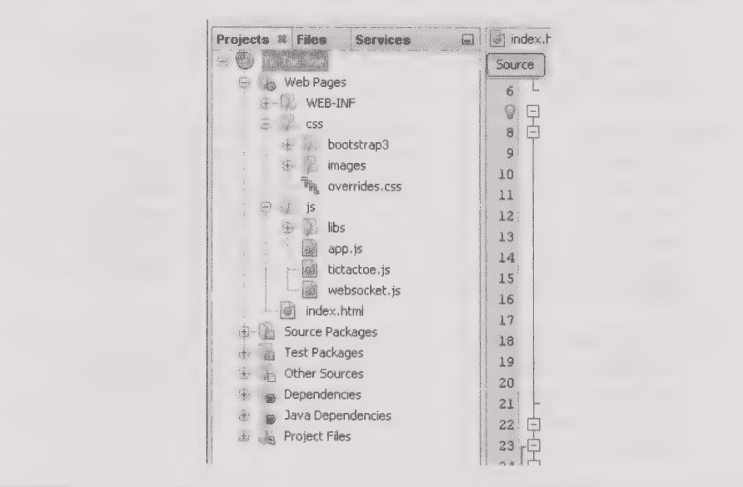 Projects Files Services
index.h
Source
Web Pages
WEB-INF
css
bootstrap3
images
overrides.css
js
libs
app.js
tictactoe.js
websocket.js
index.html
Source Packages
Test Packages
Other Sources
Dependencies
Java Dependencies
Project Files
6
8
9
10
11
12
13
14
15
16
17
18
19
20
21
22
23